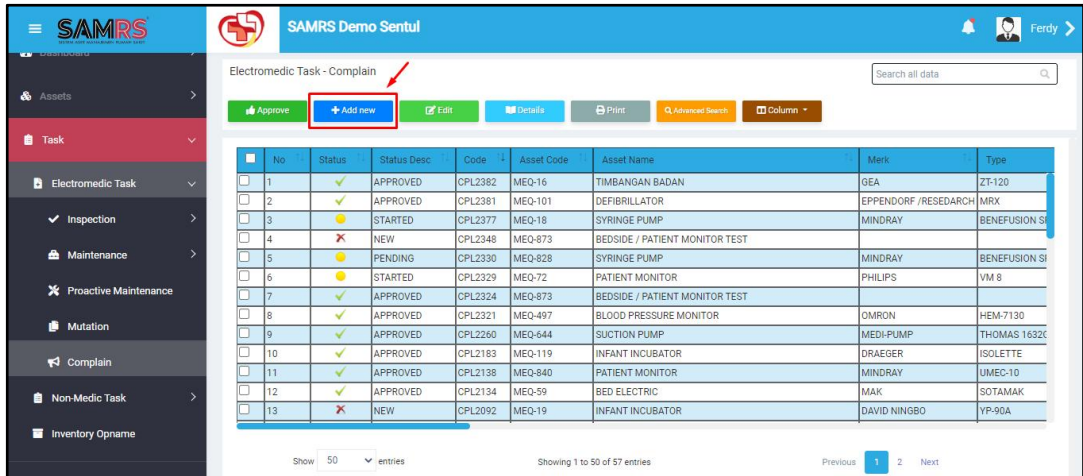 SAMRS
SAMRS Demo Sentul
Ferdy
Dashboard
Assets
Task
Electromedic Task
Inspection
Maintenance
Proactive Maintenance
Mutation
Complain
Non-Medic Task
Inventory Opname
Electromedic Task - Complain
Search all data
Approve + Add new Edit Details Print Advanced Search Column
No Status Status Desc Code Asset Code Asset Name Merk Type
1 APPROVED CPL2382 MEQ-16 TIMBANGAN BADAN GEA ZT-120
2 APPROVED CPL2381 MEQ-101 DEFIBRILLATOR EPPENDORF /RESEDARCH MRX
3 STARTED CPL2377 MEQ-18 SYRINGE PUMP MINDRAY BENEFUSION
4 NEW CPL2348 MEQ-873 BEDSIDE / PATIENT MONITOR TEST
5 PENDING CPL2330 MEQ-828 SYRINGE PUMP MINDRAY BENEFUSION
6 STARTED CPL2329 MEQ-72 PATIENT MONITOR PHILIPS VM 8
7 APPROVED CPL2324 MEQ-873 BEDSIDE / PATIENT MONITOR TEST
8 APPROVED CPL2321 MEQ-497 BLOOD PRESSURE MONITOR OMRON HEM-7130
9 APPROVED CPL2260 MEQ-644 SUCTION PUMP MEDI-PUMP THOMAS
10 APPROVED CPL2183 MEQ-119 INFANT INCUBATOR DRAEGER ISOLETTE
11 APPROVED CPL2138 MEQ-840 PATIENT MONITOR MINDRAY UMEC-10
12 APPROVED CPL2134 MEQ-59 BED ELECTRIC MAK SOTAMAK
13 NEW CPL2092 MEQ-19 INFANT INCUBATOR DAVID NINGBO YP-90A
Show 50 entries Showing 1 to 50 of 57 entries Previous 1 2 Next